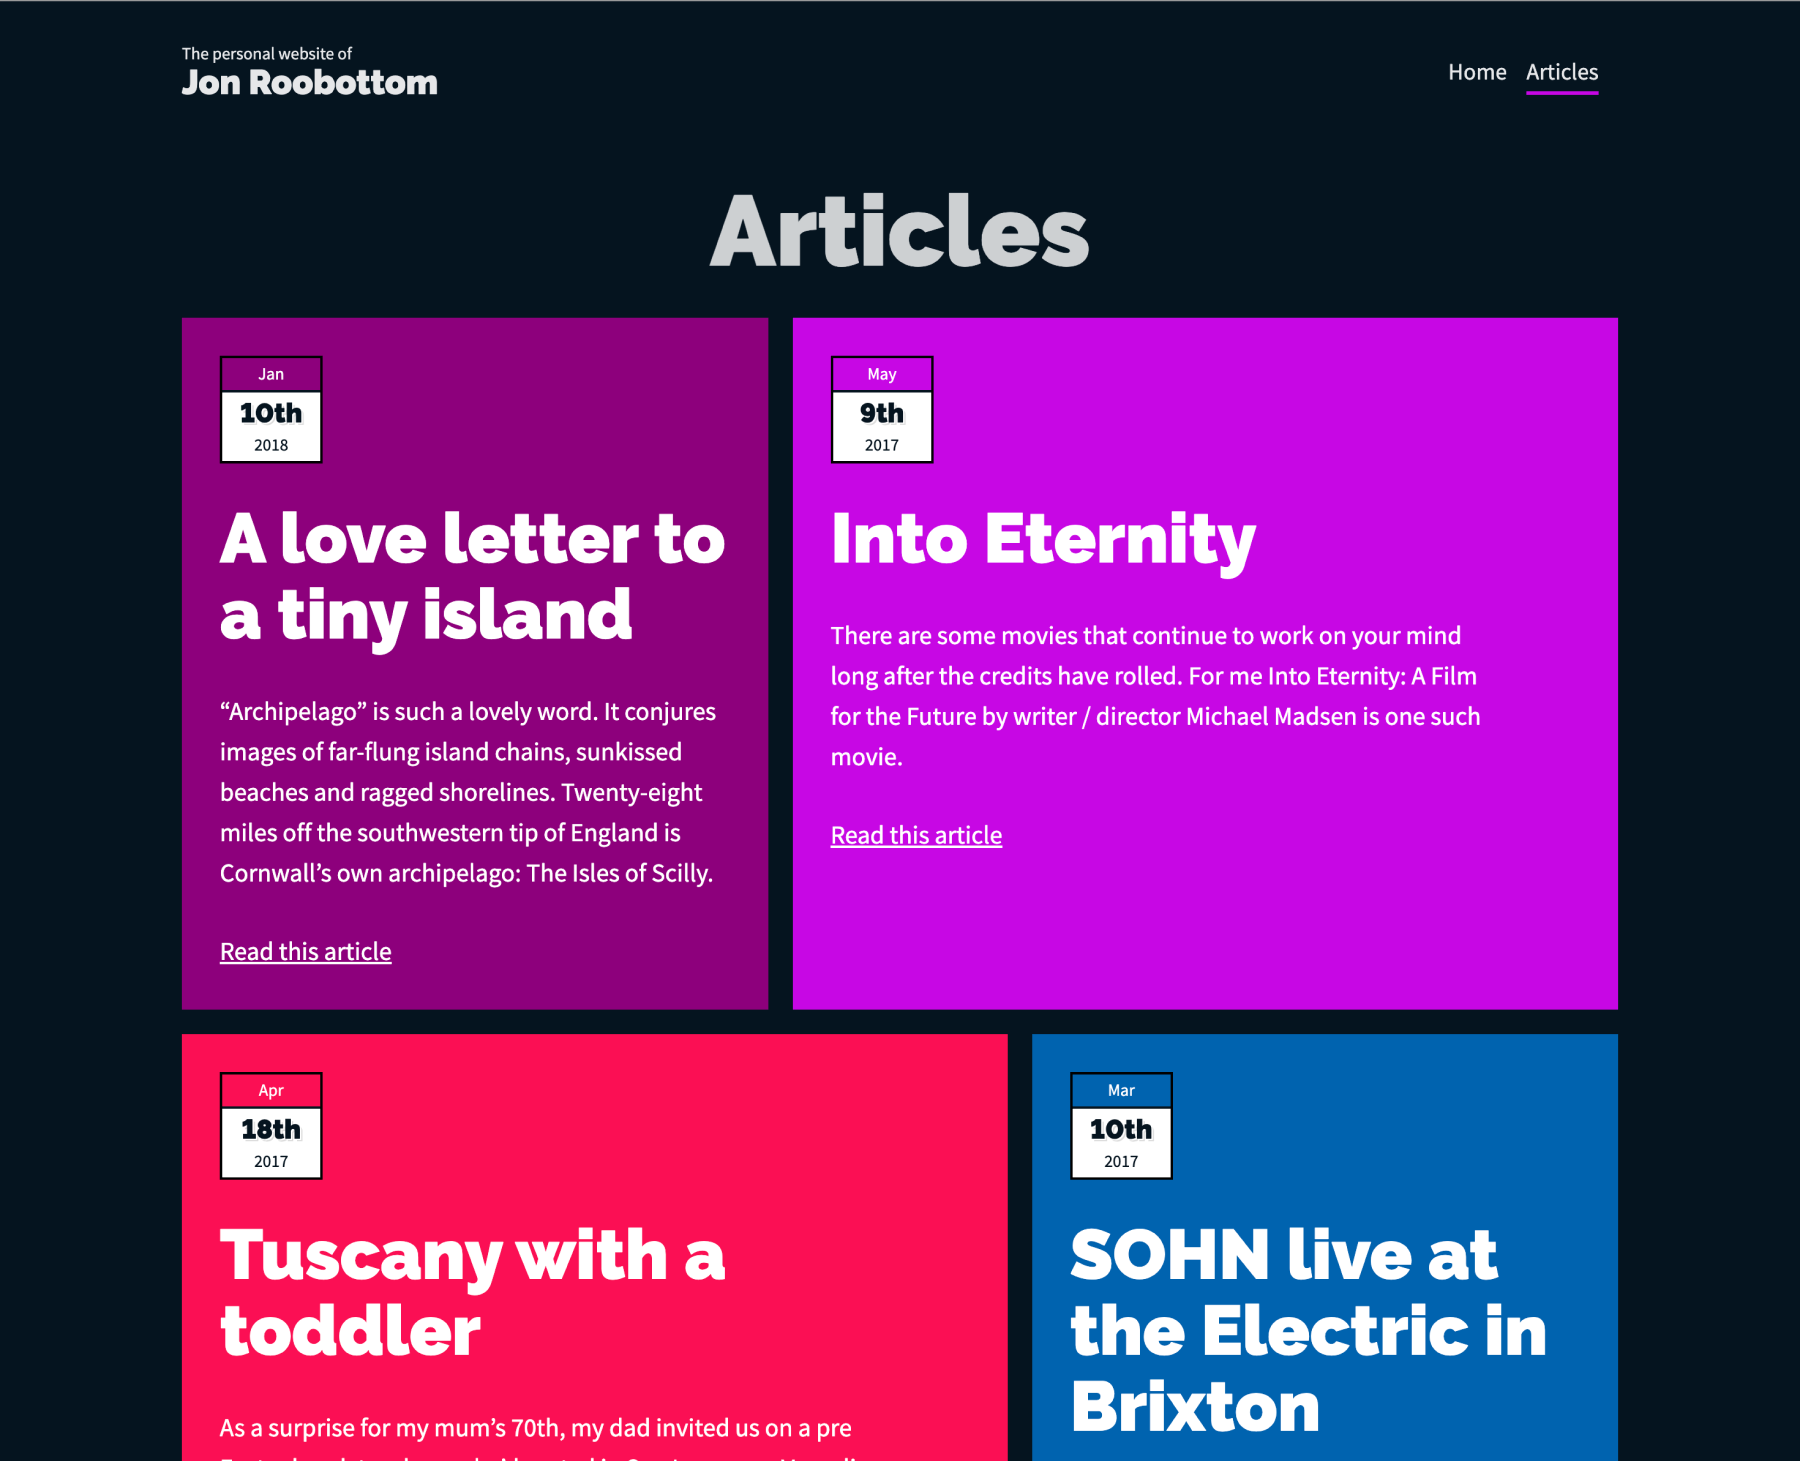 The personal website of
Jon Roobottom
Home Articles
Articles
Jan
10th
2018
A love letter to
a tiny island
“Archipelago” is such a lovely word. It conjures
images of far-flung island chains, sunkissed
beaches and ragged shorelines. Twenty-eight
miles off the southwestern tip of England is
Cornwall’s own archipelago: The Isles of Scilly.
Read this article
May
9th
2017
Into Eternity
There are some movies that continue to work on your mind
long after the credits have rolled. For me Into Eternity: A Film
for the Future by writer / director Michael Madsen is one such
movie.
Read this article
Apr
18th
2017
Tuscany with a
toddler
As a surprise for my mum’s 70th, my dad invited us on a pre
Mar
10th
2017
SOHN live at
the Electric in
Brixton